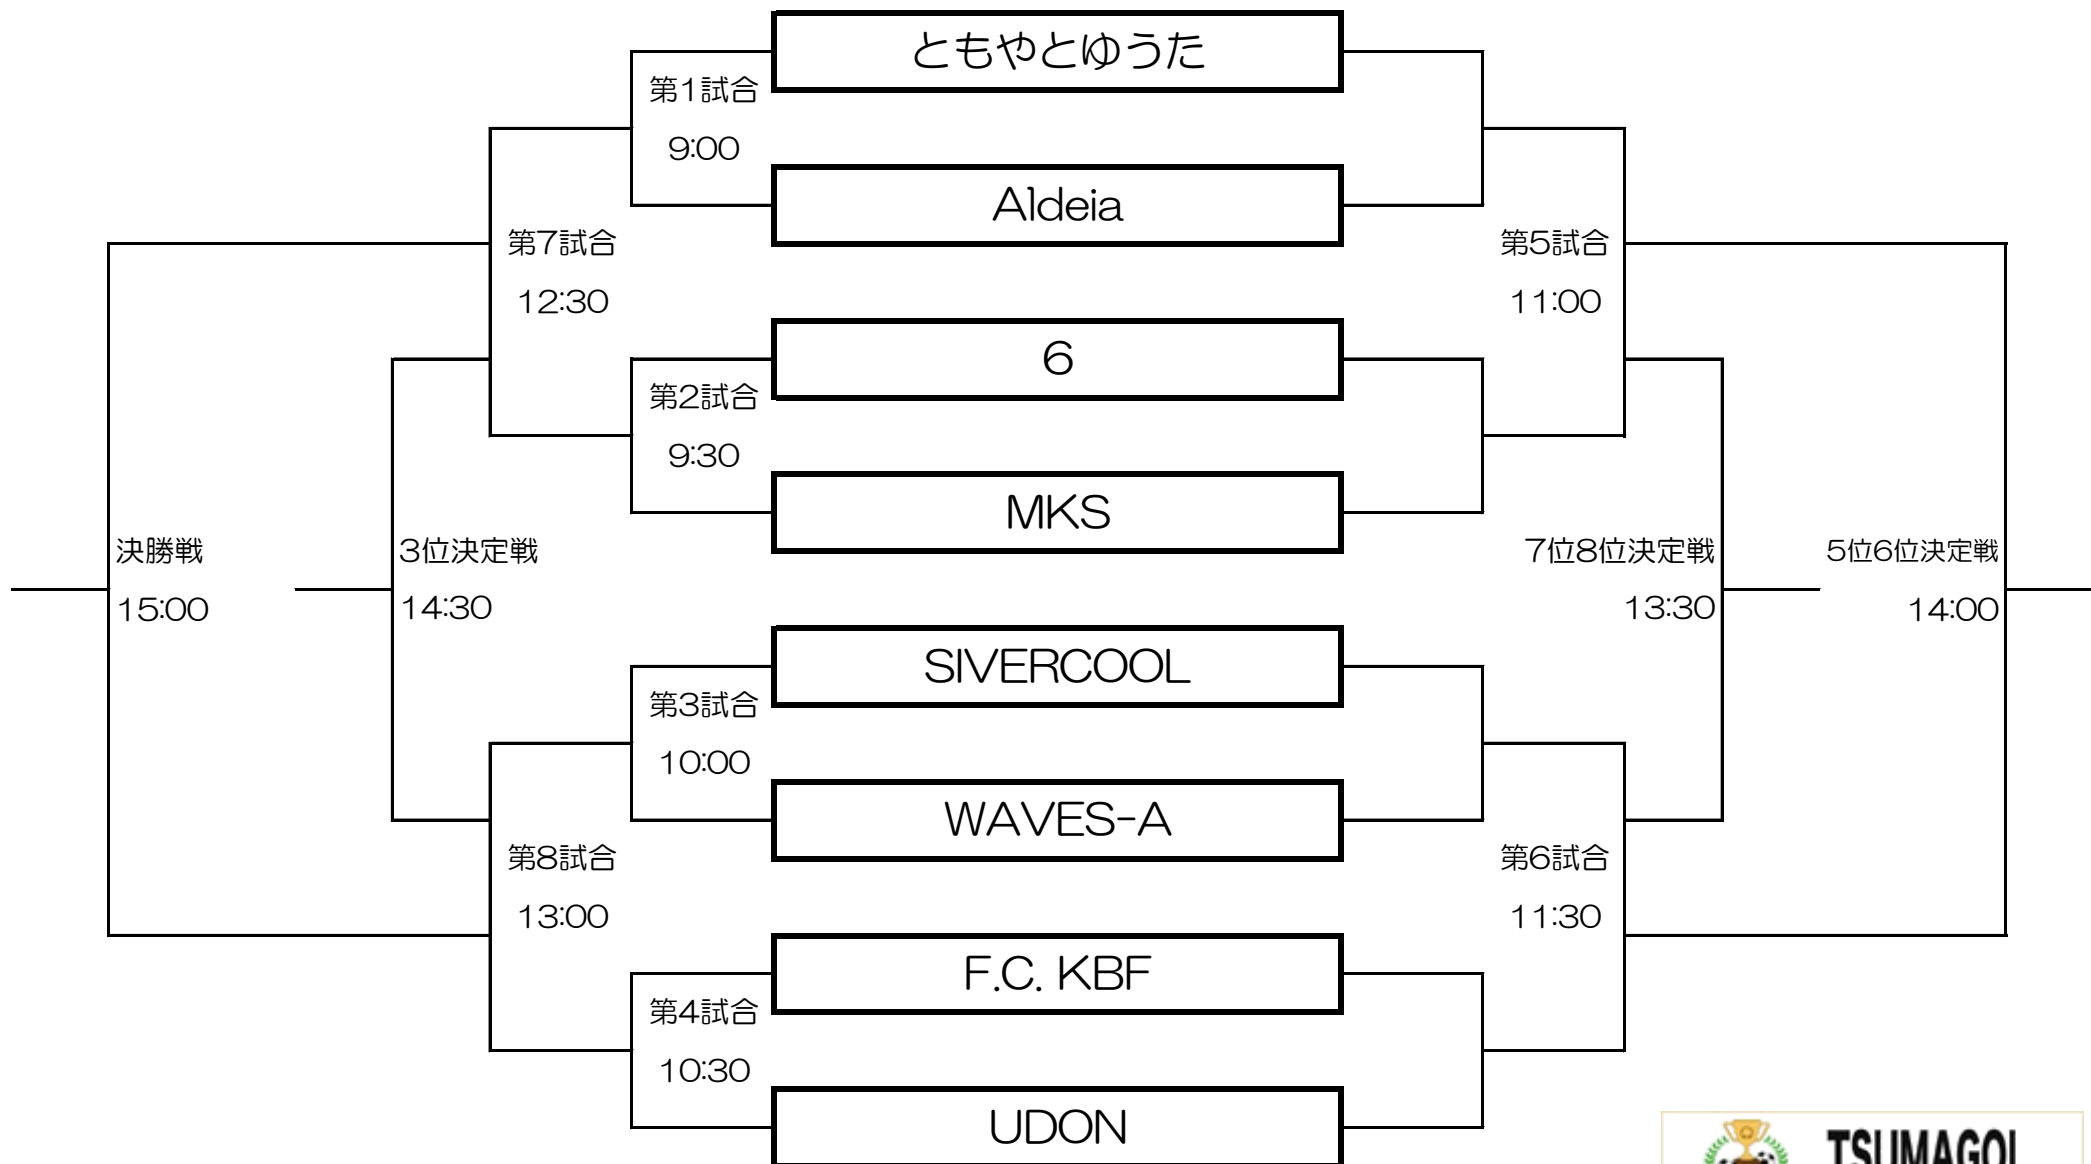 ともやとゆうた
第1試合
9:00
Aldeia
第7試合
12:30
第5試合
11:00
6
第2試合
9:30
MKS
決勝戦
15:00
3位決定戦
14:30
7位8位決定戦
13:30
5位6位決定戦
14:00
SIVERCOOL
第3試合
10:00
WAVES-A
第8試合
13:00
第6試合
11:30
F.C. KBF
第4試合
10:30
UDON
TSUMAGOI